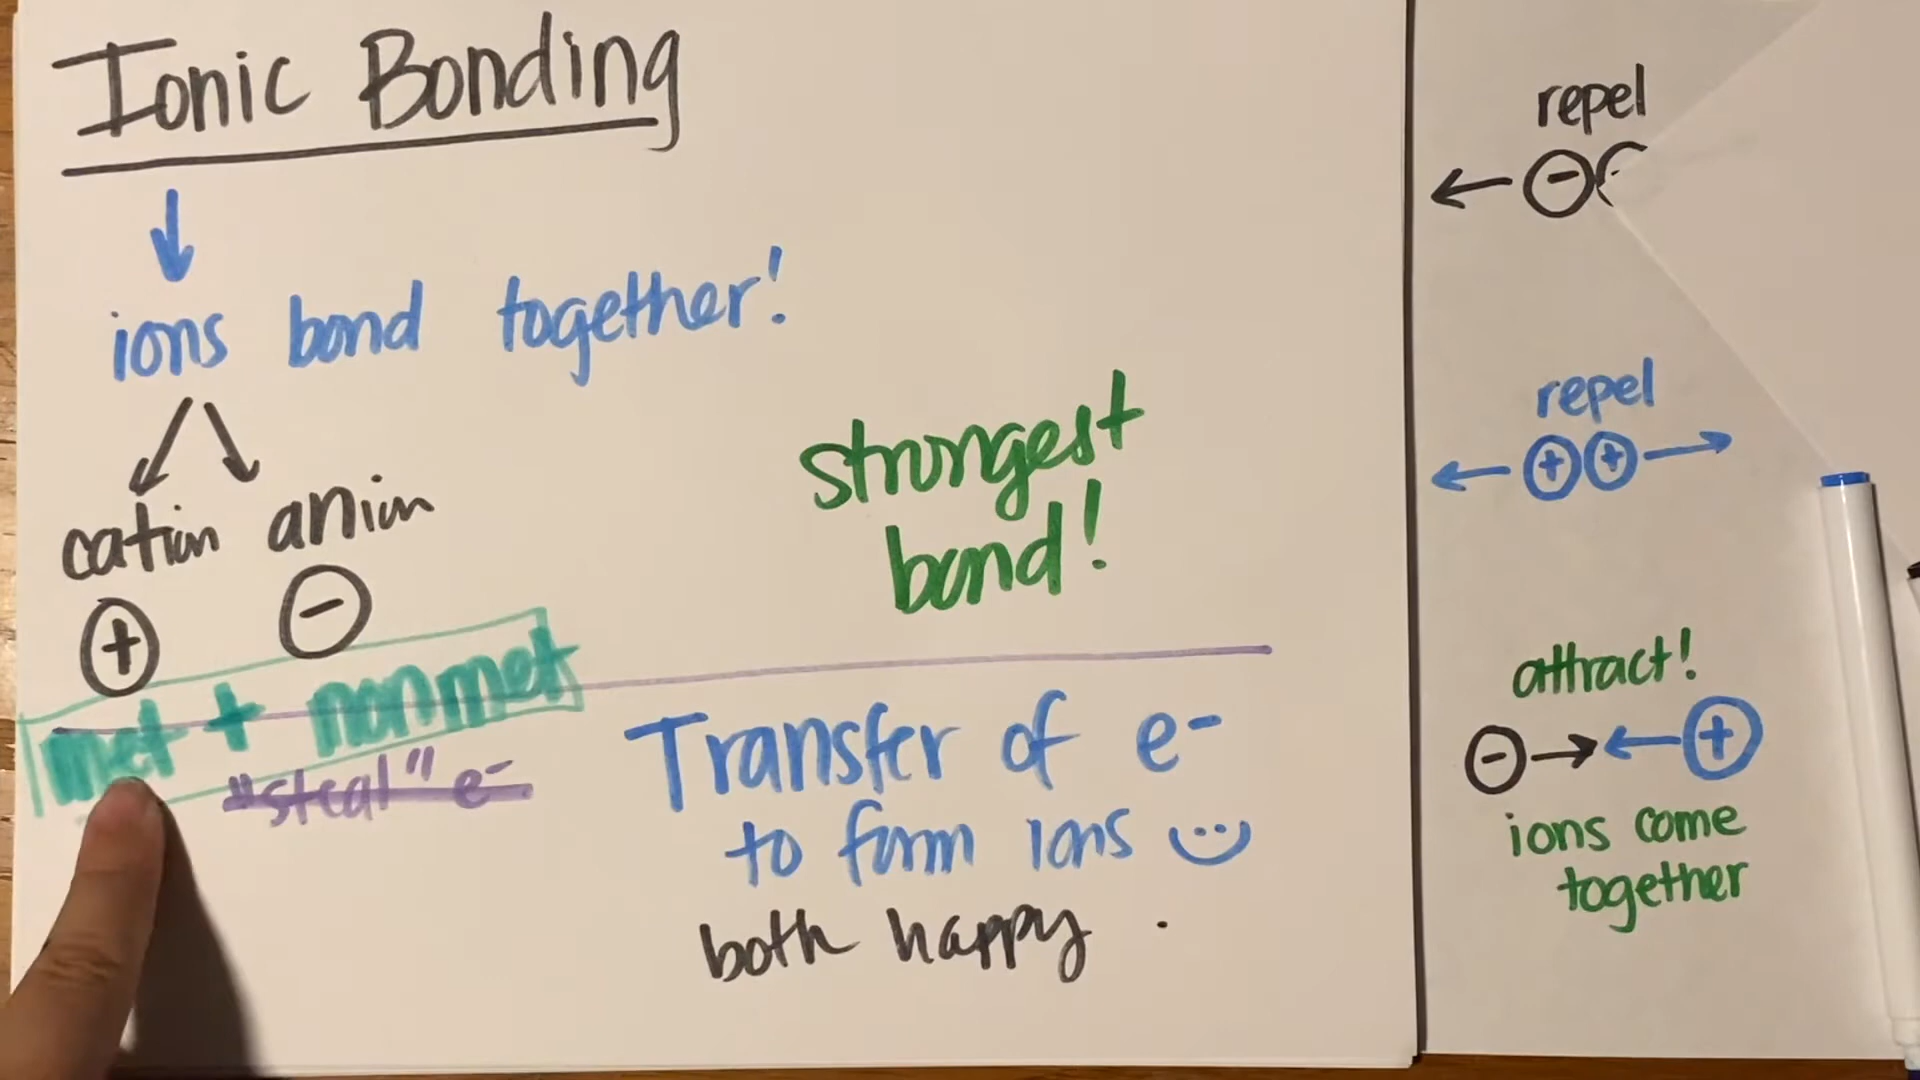 Ionic Bonding
ions bond together!
cation anion
+ −
met + nonmet
"steal" e-
strongest
bond!
Transfer of e-
to form ions
both happy
repel
−
repel
+ +
attract!
− +
ions come
together